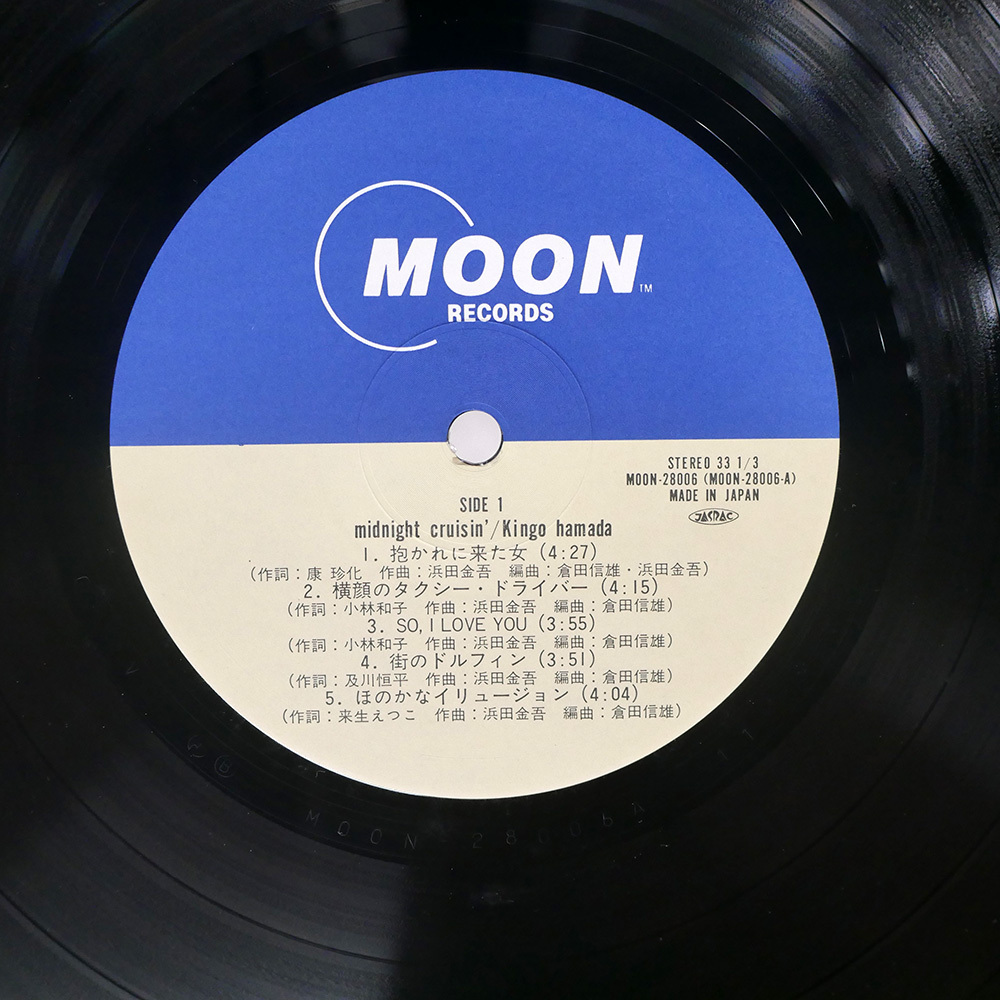 MOON™
RECORDS
STEREO 33 1/3
MOON-28006 (MOON-28006-A)
MADE IN JAPAN
JASRAC
SIDE 1
midnight cruisin'/Kingo hamada
1. 抱かれに来た女 (4:27)
(作詞：康 珍化 作曲：浜田金吾 編曲：倉田信雄・浜田金吾)
2. 横顔のタクシー・ドライバー (4:15)
(作詞：小林和子 作曲：浜田金吾 編曲：倉田信雄)
3. SO, I LOVE YOU (3:55)
(作詞：小林和子 作曲：浜田金吾 編曲：倉田信雄)
4. 街のドルフィン (3:51)
(作詞：及川恒平 作曲：浜田金吾 編曲：倉田信雄)
5. ほのかなイリュージョン (4:04)
(作詞：来生えつこ 作曲：浜田金吾 編曲：倉田信雄)
MOON-28006A